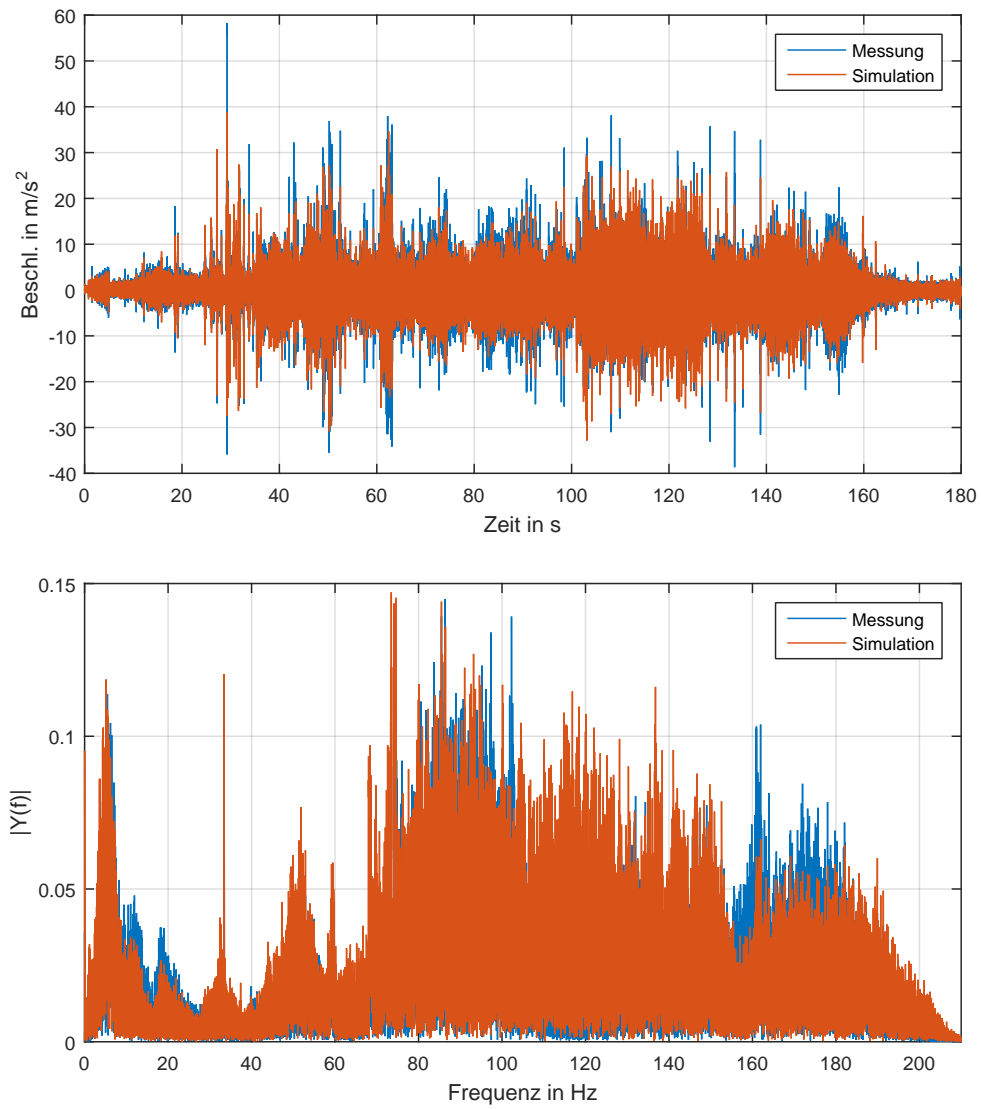 60
50
40
30
20
10
0
-10
-20
-30
-40
Beschl. in m/s²
Messung
Simulation
0 20 40 60 80 100 120 140 160 180
Zeit in s
0.15
0.1
0.05
0
|Y(f)|
Messung
Simulation
0 20 40 60 80 100 120 140 160 180 200
Frequenz in Hz